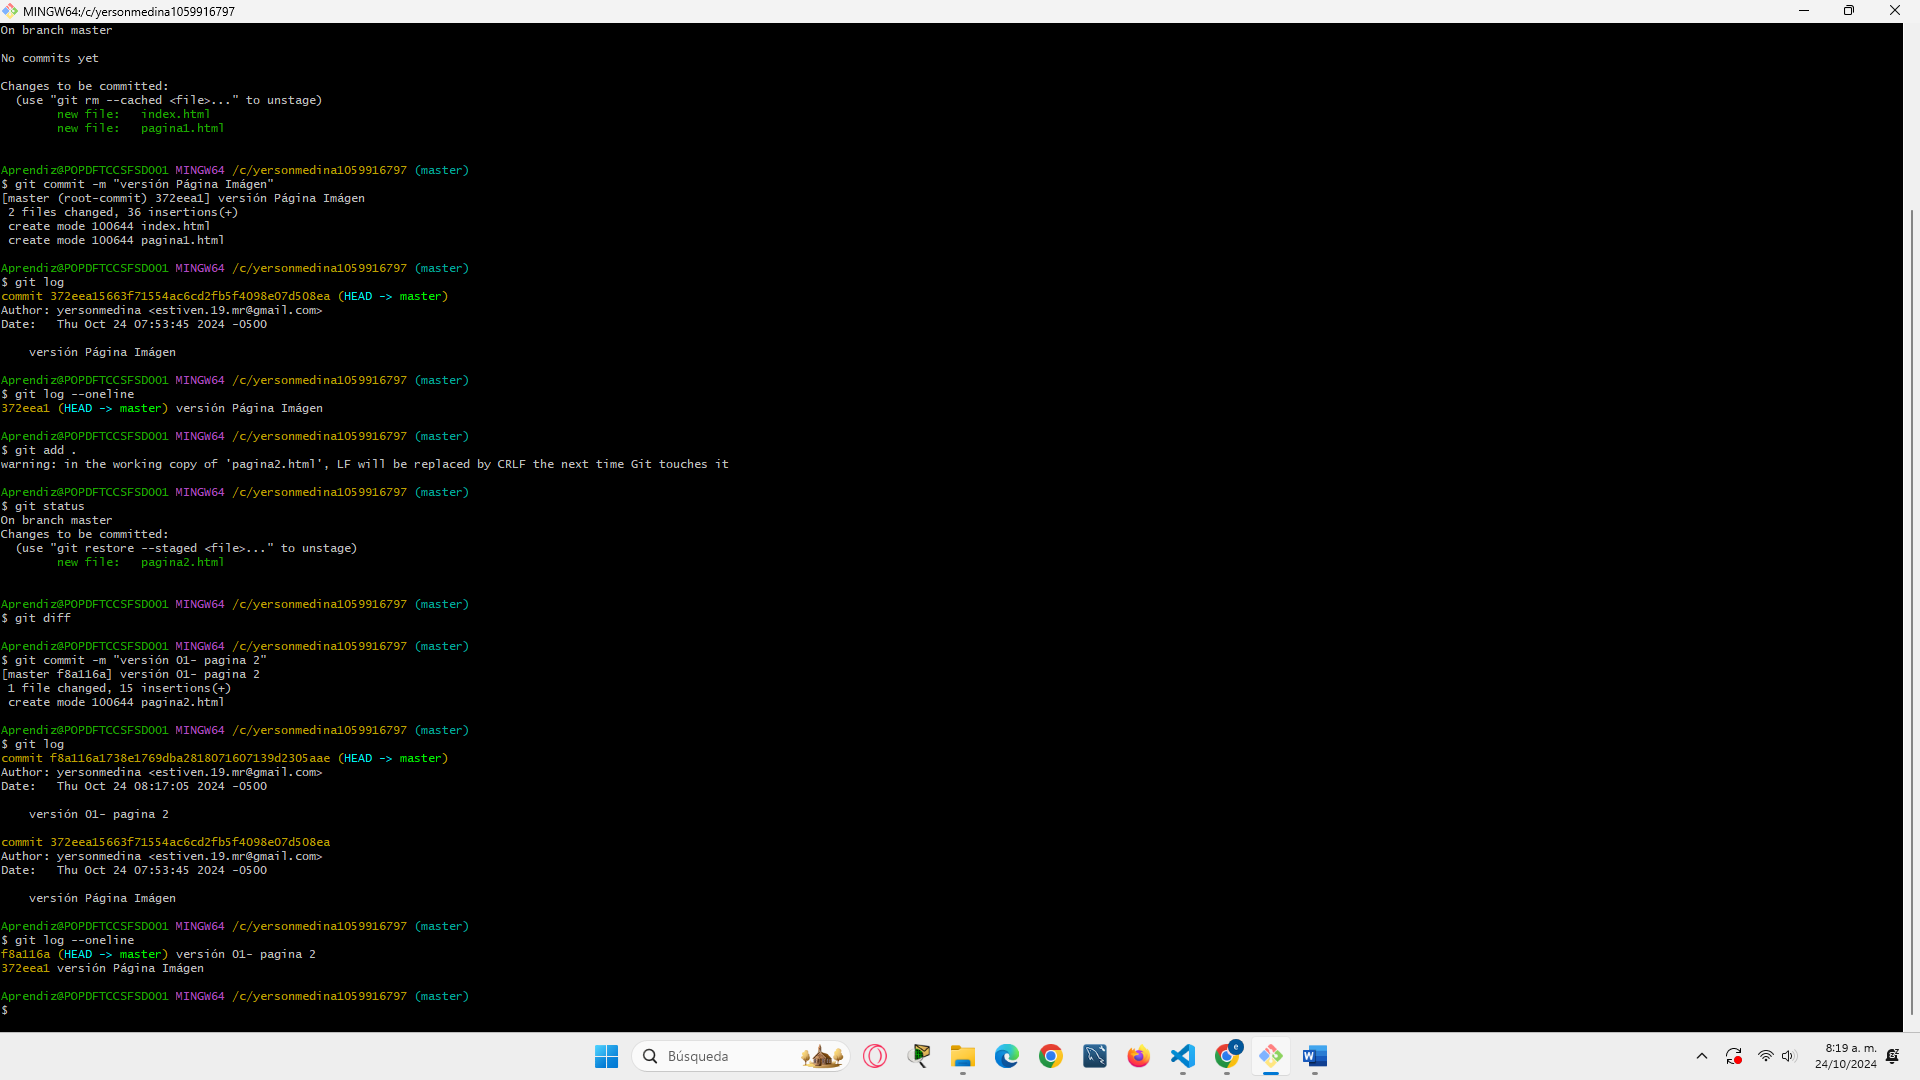 MINGW64:/c/yersonmedina1059916797
On branch master
No commits yet
Changes to be committed:
  (use "git rm --cached <file>..." to unstage)
        new file:   index.html
        new file:   pagina1.html
Aprendiz@POPDFTCCSFSD001 MINGW64 /c/yersonmedina1059916797 (master)
$ git commit -m "versión Página Imágen"
[master (root-commit) 372eea1] versión Página Imágen
 2 files changed, 36 insertions(+)
 create mode 100644 index.html
 create mode 100644 pagina1.html
Aprendiz@POPDFTCCSFSD001 MINGW64 /c/yersonmedina1059916797 (master)
$ git log
commit 372eea15663f71554ac6cd2fb5f4098e07d508ea (HEAD -> master)
Author: yersonmedina <estiven.19.mr@gmail.com>
Date:   Thu Oct 24 07:53:45 2024 -0500
    versión Página Imágen
Aprendiz@POPDFTCCSFSD001 MINGW64 /c/yersonmedina1059916797 (master)
$ git log --oneline
372eea1 (HEAD -> master) versión Página Imágen
Aprendiz@POPDFTCCSFSD001 MINGW64 /c/yersonmedina1059916797 (master)
$ git add .
warning: in the working copy of 'pagina2.html', LF will be replaced by CRLF the next time Git touches it
Aprendiz@POPDFTCCSFSD001 MINGW64 /c/yersonmedina1059916797 (master)
$ git status
On branch master
Changes to be committed:
  (use "git restore --staged <file>..." to unstage)
        new file:   pagina2.html
Aprendiz@POPDFTCCSFSD001 MINGW64 /c/yersonmedina1059916797 (master)
$ git diff
Aprendiz@POPDFTCCSFSD001 MINGW64 /c/yersonmedina1059916797 (master)
$ git commit -m "versión 01- pagina 2"
[master f8a116a] versión 01- pagina 2
 1 file changed, 15 insertions(+)
 create mode 100644 pagina2.html
Aprendiz@POPDFTCCSFSD001 MINGW64 /c/yersonmedina1059916797 (master)
$ git log
commit f8a116a1738e1769dba2818071607139d2305aae (HEAD -> master)
Author: yersonmedina <estiven.19.mr@gmail.com>
Date:   Thu Oct 24 08:17:05 2024 -0500
    versión 01- pagina 2
commit 372eea15663f71554ac6cd2fb5f4098e07d508ea
Author: yersonmedina <estiven.19.mr@gmail.com>
Date:   Thu Oct 24 07:53:45 2024 -0500
    versión Página Imágen
Aprendiz@POPDFTCCSFSD001 MINGW64 /c/yersonmedina1059916797 (master)
$ git log --oneline
f8a116a (HEAD -> master) versión 01- pagina 2
372eea1 versión Página Imágen
Aprendiz@POPDFTCCSFSD001 MINGW64 /c/yersonmedina1059916797 (master)
$
Búsqueda
8:19 a. m.
24/10/2024